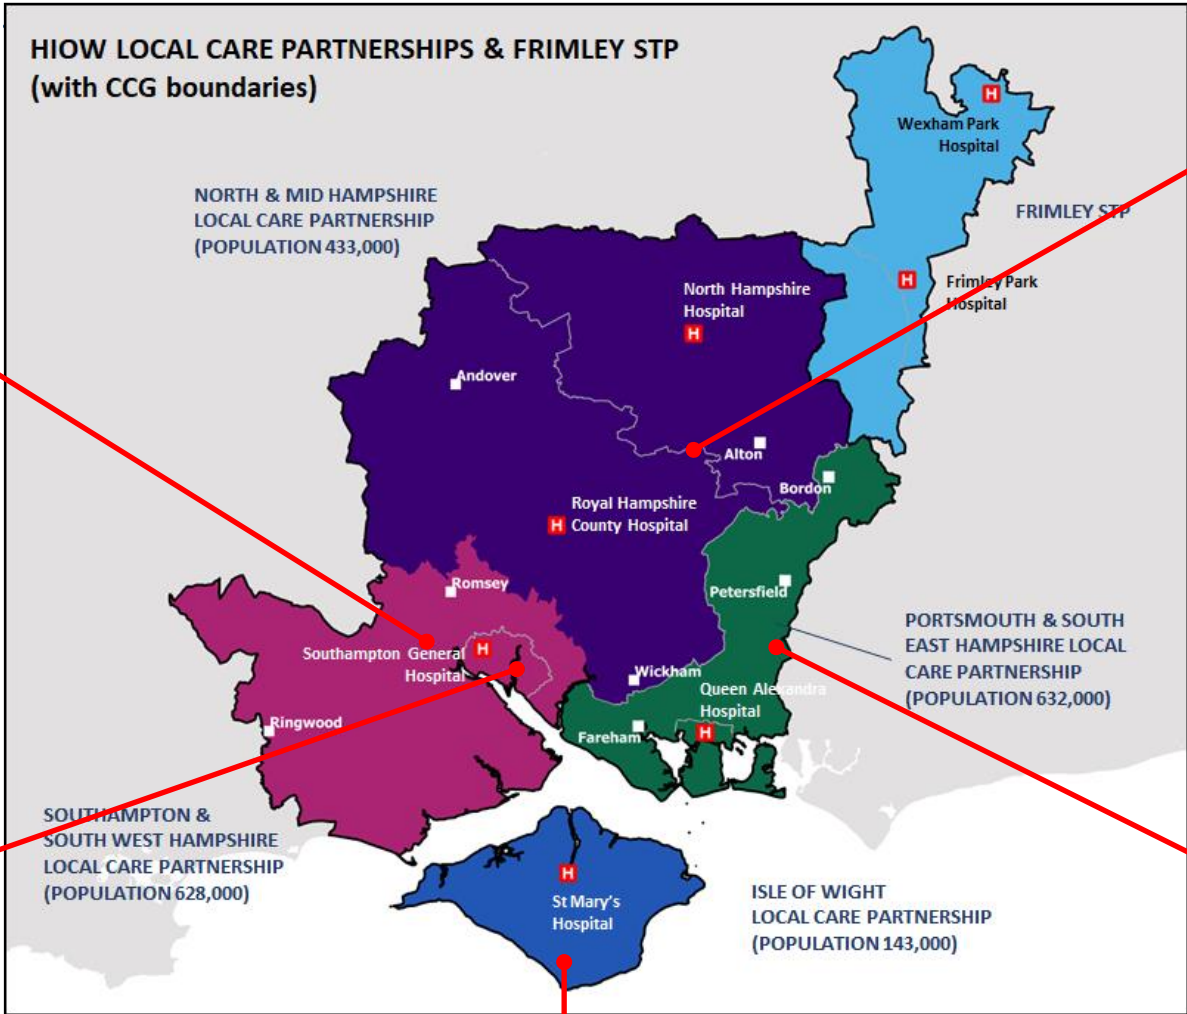 HIOW LOCAL CARE PARTNERSHIPS & FRIMLEY STP
(with CCG boundaries)
H
Wexham Park
Hospital
NORTH & MID HAMPSHIRE
LOCAL CARE PARTNERSHIP
(POPULATION 433,000)
FRIMLEY STP
H
Frimley Park
Hospital
North Hampshire
Hospital
H
Andover
Alton
Bordon
Royal Hampshire
H County Hospital
Romsey
Petersfield
PORTSMOUTH & SOUTH
EAST HAMPSHIRE LOCAL
CARE PARTNERSHIP
(POPULATION 632,000)
Southampton General
Hospital
H
Wickham
Queen Alexandra
Hospital
H
Ringwood
Fareham
SOUTHAMPTON &
SOUTH WEST HAMPSHIRE
LOCAL CARE PARTNERSHIP
(POPULATION 628,000)
H
St Mary's
Hospital
ISLE OF WIGHT
LOCAL CARE PARTNERSHIP
(POPULATION 143,000)